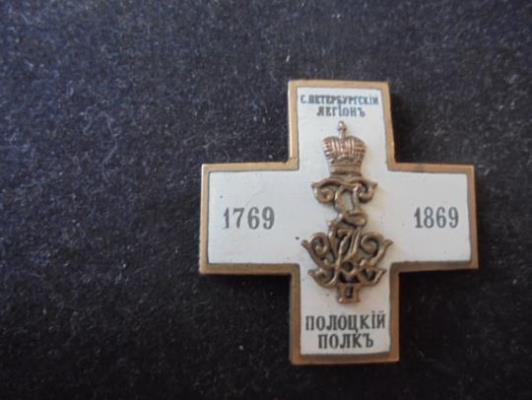 С. ПЕТЕРБУРГСКІЙ
ЛЕГІОНЪ
1769 1869
ПОЛОЦКІЙ
ПОЛКЪ